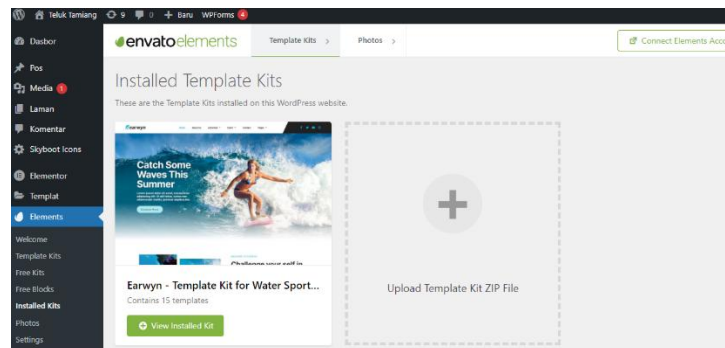 Teluk Tamiang 9 0 + Baru WPForms 4
Dasbor
Pos
Media 1
Laman
Komentar
Skyboot Icons
Elementor
Templat
Elements
Welcome
Template Kits
Free Kits
Free Blocks
Installed Kits
Photos
Settings
envatoelements Template Kits > Photos > Connect Elements Acco
Installed Template Kits
These are the Template Kits installed on this WordPress website.
Earwyn
Catch Some
Waves This
Summer
Challenge your self in
Earwyn - Template Kit for Water Sport...
Contains 15 templates
View Installed Kit
Upload Template Kit ZIP File